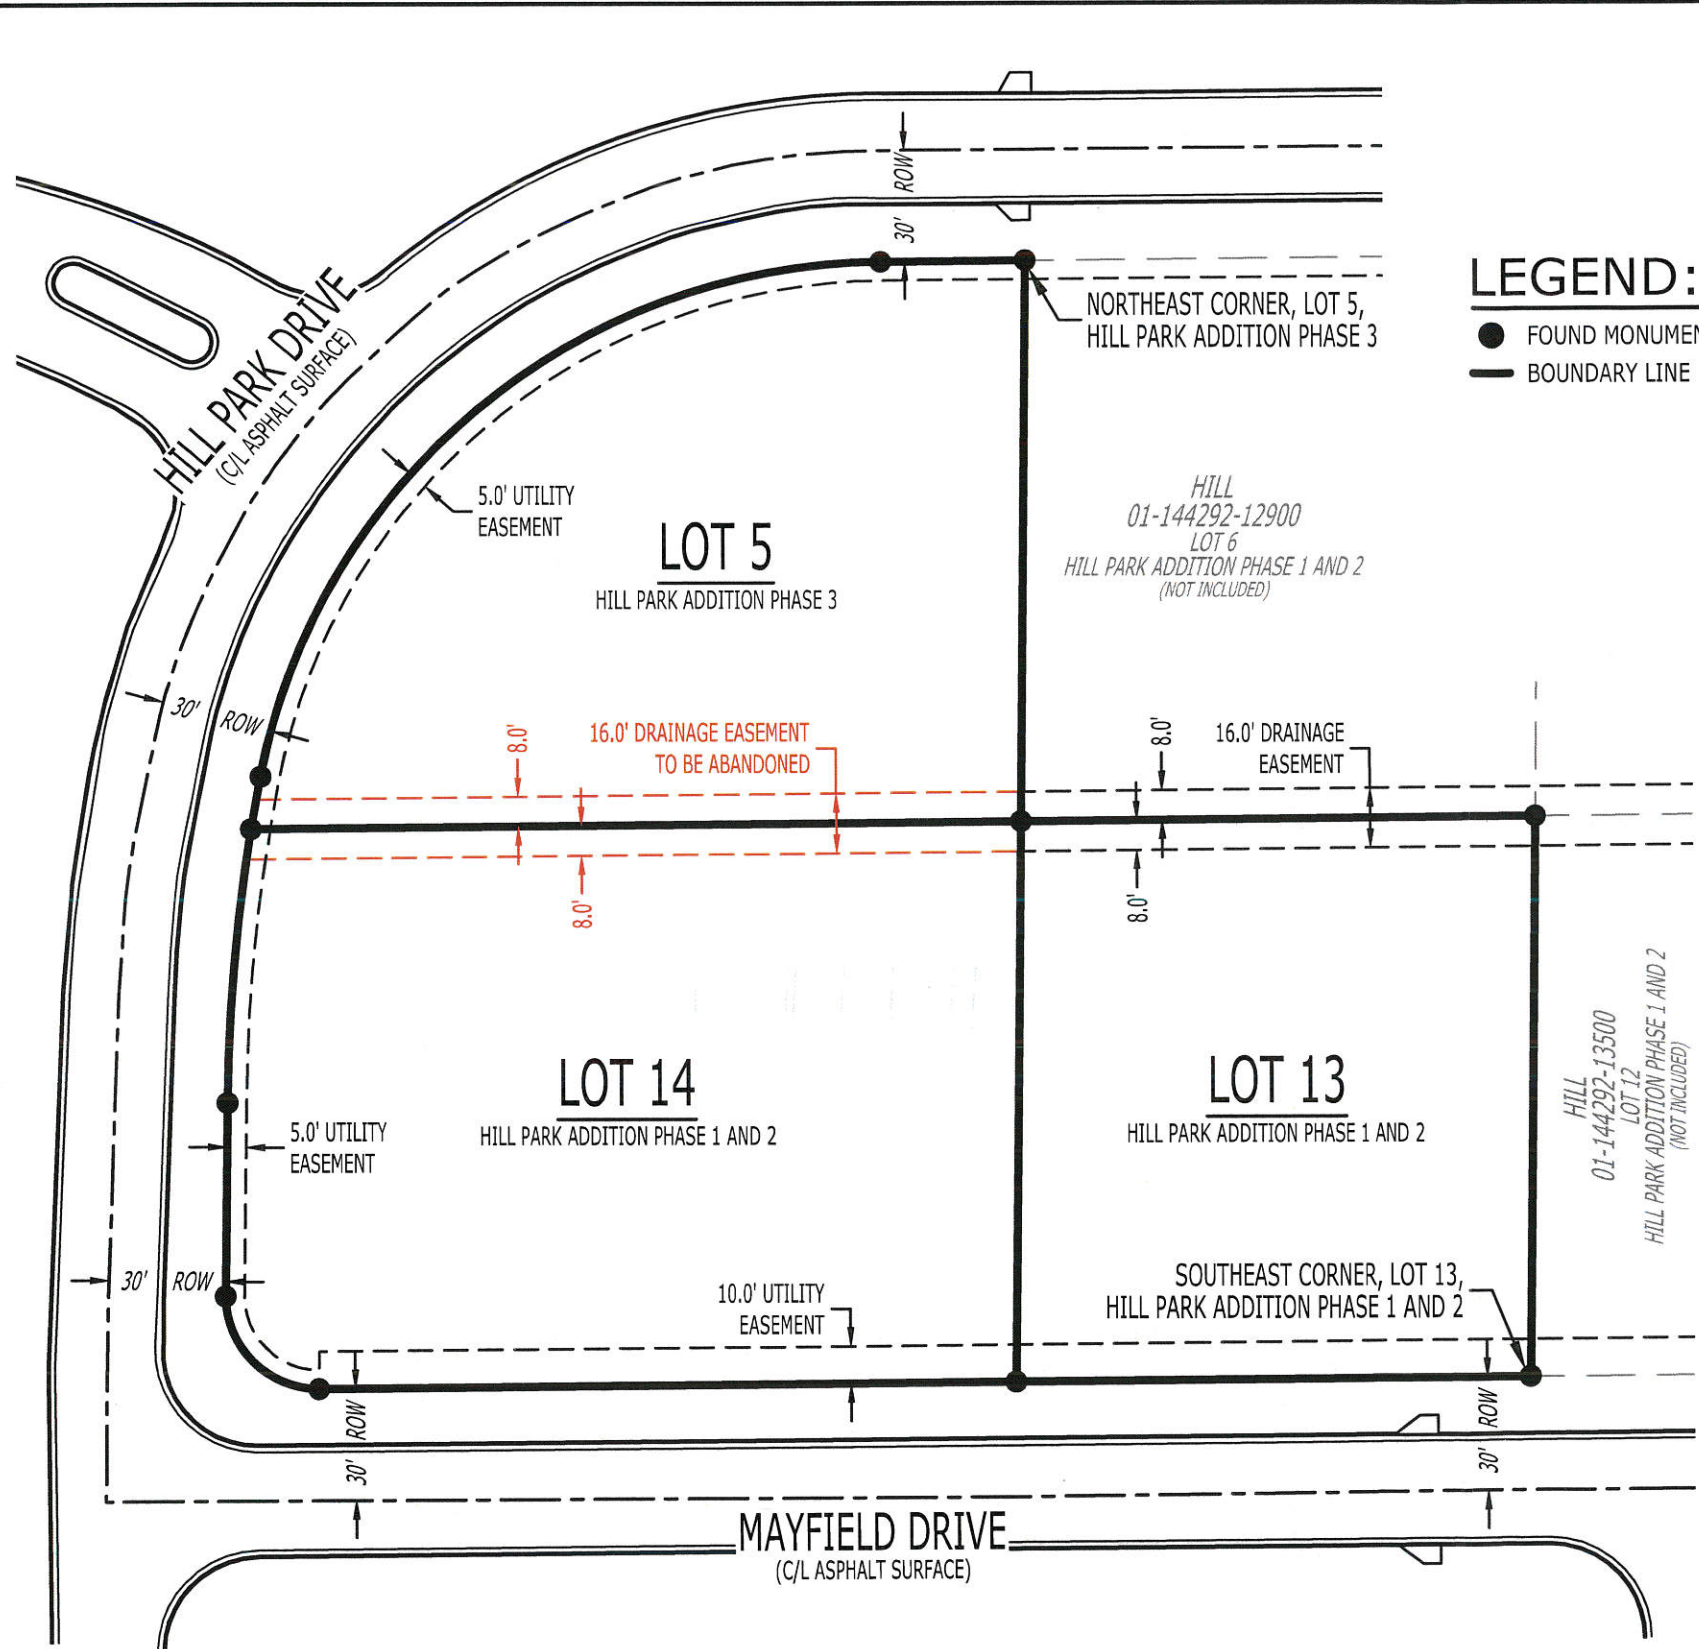 30' ROW
LEGEND:
FOUND MONUMEN
BOUNDARY LINE
NORTHEAST CORNER, LOT 5,
HILL PARK ADDITION PHASE 3
HILL PARK DRIVE
(C/L ASPHALT SURFACE)
5.0' UTILITY
EASEMENT
LOT 5
HILL PARK ADDITION PHASE 3
HILL
01-144292-12900
LOT 6
HILL PARK ADDITION PHASE 1 AND 2
(NOT INCLUDED)
30' ROW
8.0'
16.0' DRAINAGE EASEMENT
TO BE ABANDONED
8.0'
16.0' DRAINAGE
EASEMENT
8.0'
8.0'
LOT 14
HILL PARK ADDITION PHASE 1 AND 2
LOT 13
HILL PARK ADDITION PHASE 1 AND 2
HILL
01-144292-13500
LOT 12
HILL PARK ADDITION PHASE 1 AND 2
(NOT INCLUDED)
5.0' UTILITY
EASEMENT
30' ROW
10.0' UTILITY
EASEMENT
SOUTHEAST CORNER, LOT 13,
HILL PARK ADDITION PHASE 1 AND 2
30' ROW
30' ROW
MAYFIELD DRIVE
(C/L ASPHALT SURFACE)